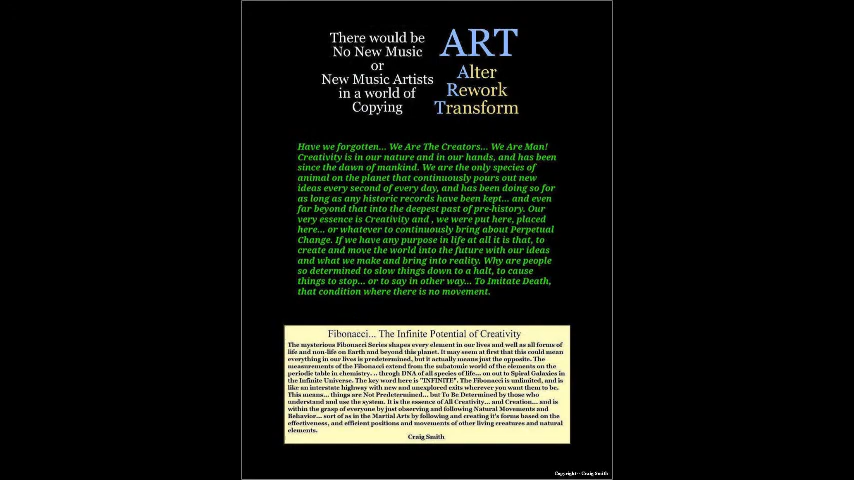 There would be
No New Music
or
New Music Artists
in a world of
Copying
ART
Alter
Rework
Transform
Have we forgotten... We Are The Creators... We Are Man!
Creativity is in our nature and in our hands, and has been
since the dawn of mankind. We are the only species of
animal on the planet that continuously pours out new
ideas every second of every day, and has been doing so for
as long as any historic records have been kept... and even
far beyond that into the deepest past of pre-history. Our
very essence is Creativity and , we were put here, placed
here... or whatever to continuously bring about Perpetual
Change. If we have any purpose in life at all it is that, to
create and move the world into the future with our ideas
and what we make and bring into reality. Why are people
so determined to slow things down to a halt, to cause
things to stop... or to say in other way... To Imitate Death,
that condition where there is no movement.
Fibonacci... The Infinite Potential of Creativity
The mysterious Fibonacci Series shapes every element in our lives and well as all forms of
life and non-life on Earth and beyond this planet. It may seem at first that this could mean
everything in our lives is predetermined, but it actually means just the opposite. The
measurements of the Fibonacci extend from the subatomic world of the elements on the
periodic table in chemistry. . . throgh DNA of all species of life... on out to Spiral Galaxies in
the Infinite Universe. The key word here is "INFINITE". The Fibonacci is unlimited, and is
like an interstate highway with new and unexplored exits wherever you want them to be.
This means... things are Not Predetermined... but To Be Determined by those who
understand and use the system. It is the essence of All Creativity... and Creation... and is
within the grasp of everyone by just observing and following Natural Movements and
Behavior... sort of as in the Martial Arts by following and creating it's forms based on the
effectiveness, and efficient positions and movements of other living creatures and natural
elements.
Craig Smith
Copyright - Craig Smith